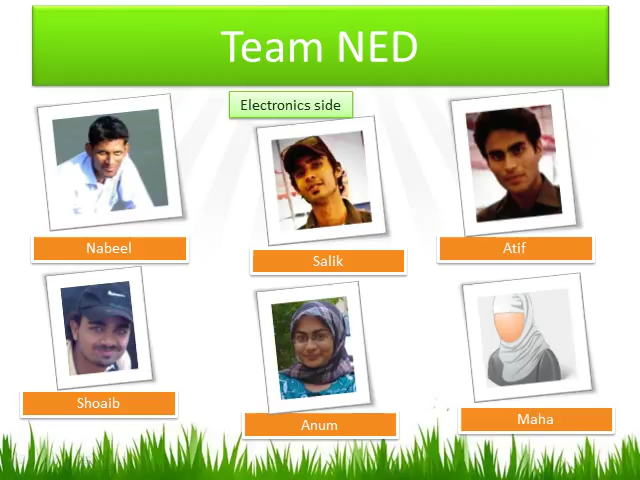 Team NED
Electronics side
Nabeel
Salik
Atif
Shoaib
Anum
Maha